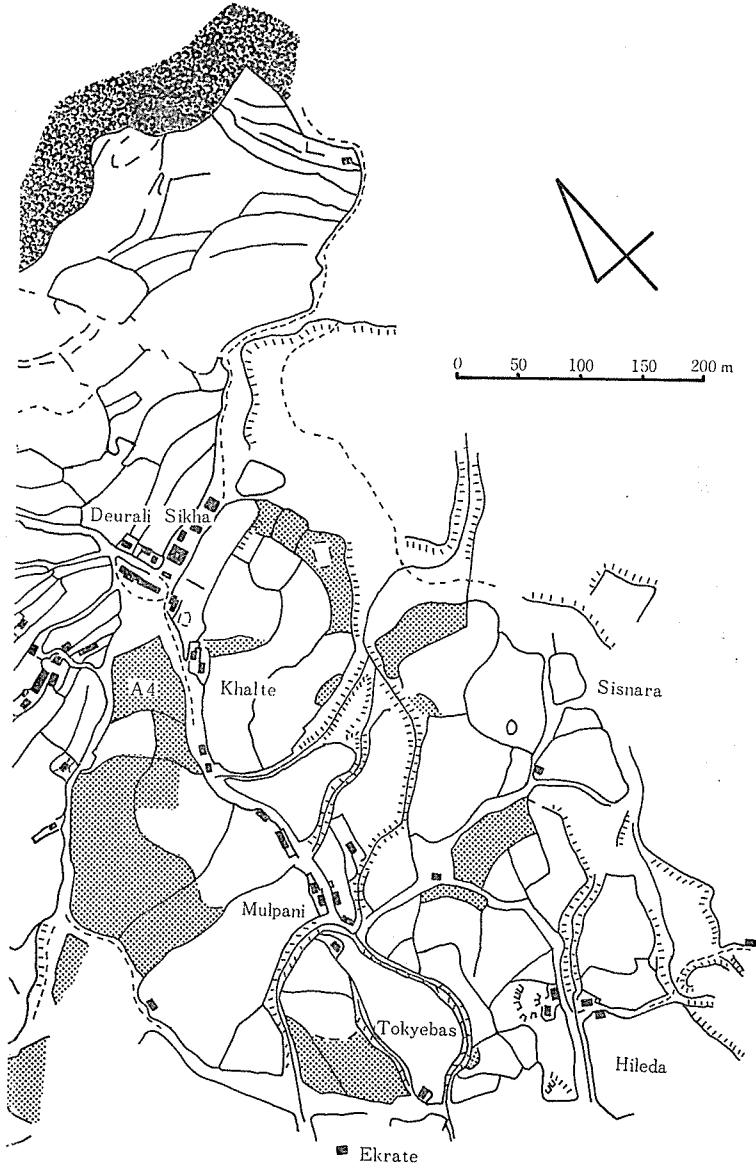 0 50 100 150 200 m
Deurali Sikha
A4
Khalte
Sisnara
Mulpani
Tokyebas
Hileda
Ekrate